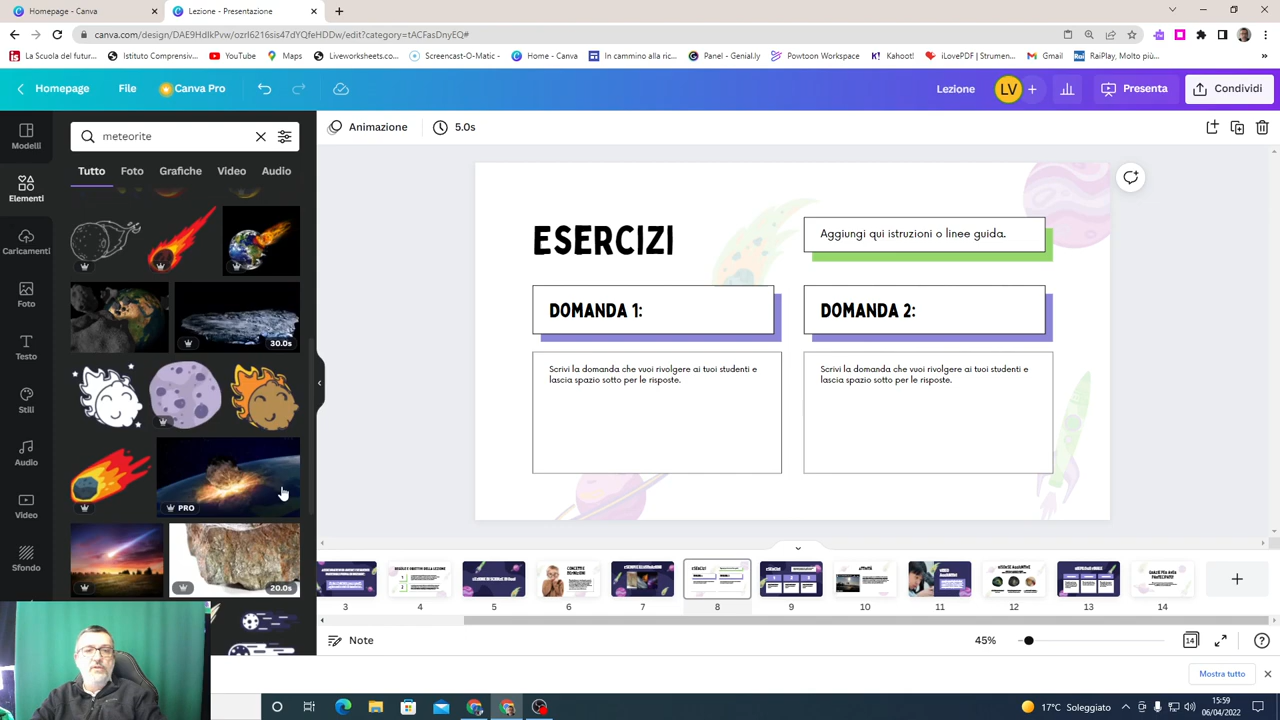 Homepage - Canva
Lezione - Presentazione
canva.com/design/DAE9HdIkPvw/ozrl6216sis47dYQfeHDDw/edit?category=tACFasDnyEQ#
La Scuola del futur...
Istituto Comprensiv...
YouTube
Maps
Liveworksheets.co...
Screencast-O-Matic -
Home - Canva
In cammino alla ric...
Panel - Genial.ly
Powtoon Workspace
Kahoot!
iLovePDF | Strumen...
Gmail
RaiPlay, Molto più...
Homepage
File
Canva Pro
Lezione
LV
Presenta
Condividi
Modelli
Elementi
Caricamenti
Foto
Testo
Stili
Audio
Video
Sfondo
meteorite
Tutto
Foto
Grafiche
Video
Audio
30.0s
PRO
20.0s
Animazione
5.0s
ESERCIZI
Aggiungi qui istruzioni o linee guida.
DOMANDA 1:
DOMANDA 2:
Scrivi la domanda che vuoi rivolgere ai tuoi studenti e
lascia spazio sotto per le risposte.
Scrivi la domanda che vuoi rivolgere ai tuoi studenti e
lascia spazio sotto per le risposte.
3
4
5
6
7
8
9
10
11
12
13
14
Note
45%
14
Mostra tutto
17°C Soleggiato
15:59
06/04/2022